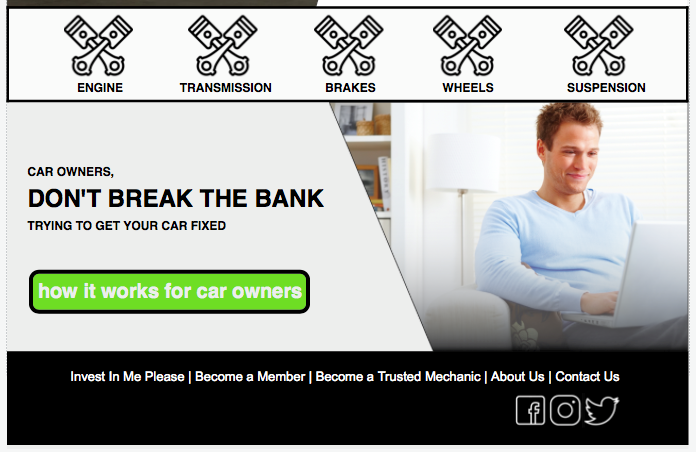 ENGINE TRANSMISSION BRAKES WHEELS SUSPENSION
CAR OWNERS,
DON'T BREAK THE BANK
TRYING TO GET YOUR CAR FIXED
how it works for car owners
Invest In Me Please | Become a Member | Become a Trusted Mechanic | About Us | Contact Us